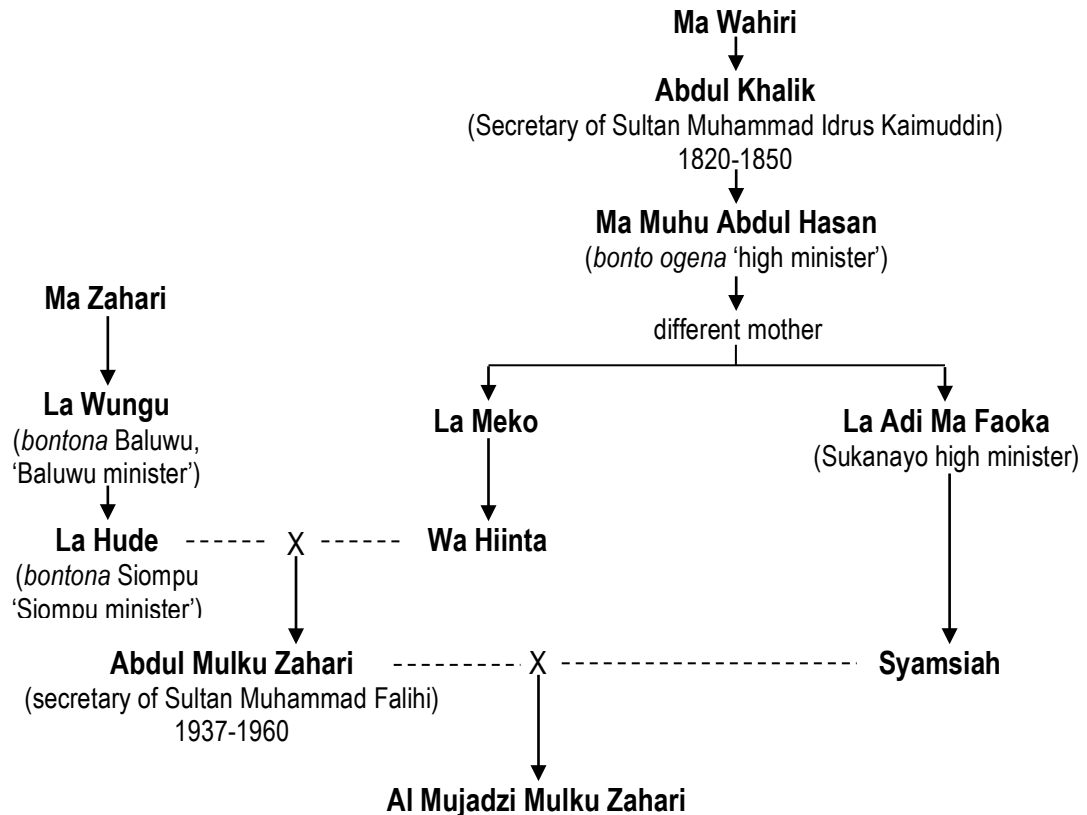 Ma Wahiri
Abdul Khalik
(Secretary of Sultan Muhammad Idrus Kaimuddin)
1820-1850
Ma Muhu Abdul Hasan
(bonto ogena ‘high minister’)
different mother
Ma Zahari
La Wungu
(bontona Baluwu,
‘Baluwu minister’)
La Meko
La Adi Ma Faoka
(Sukanayo high minister)
La Hude
X
Wa Hiinta
(bontona Siompu
‘Siompu minister’)
Abdul Mulku Zahari
X
Syamsiah
(secretary of Sultan Muhammad Falihi)
1937-1960
Al Mujadzi Mulku Zahari